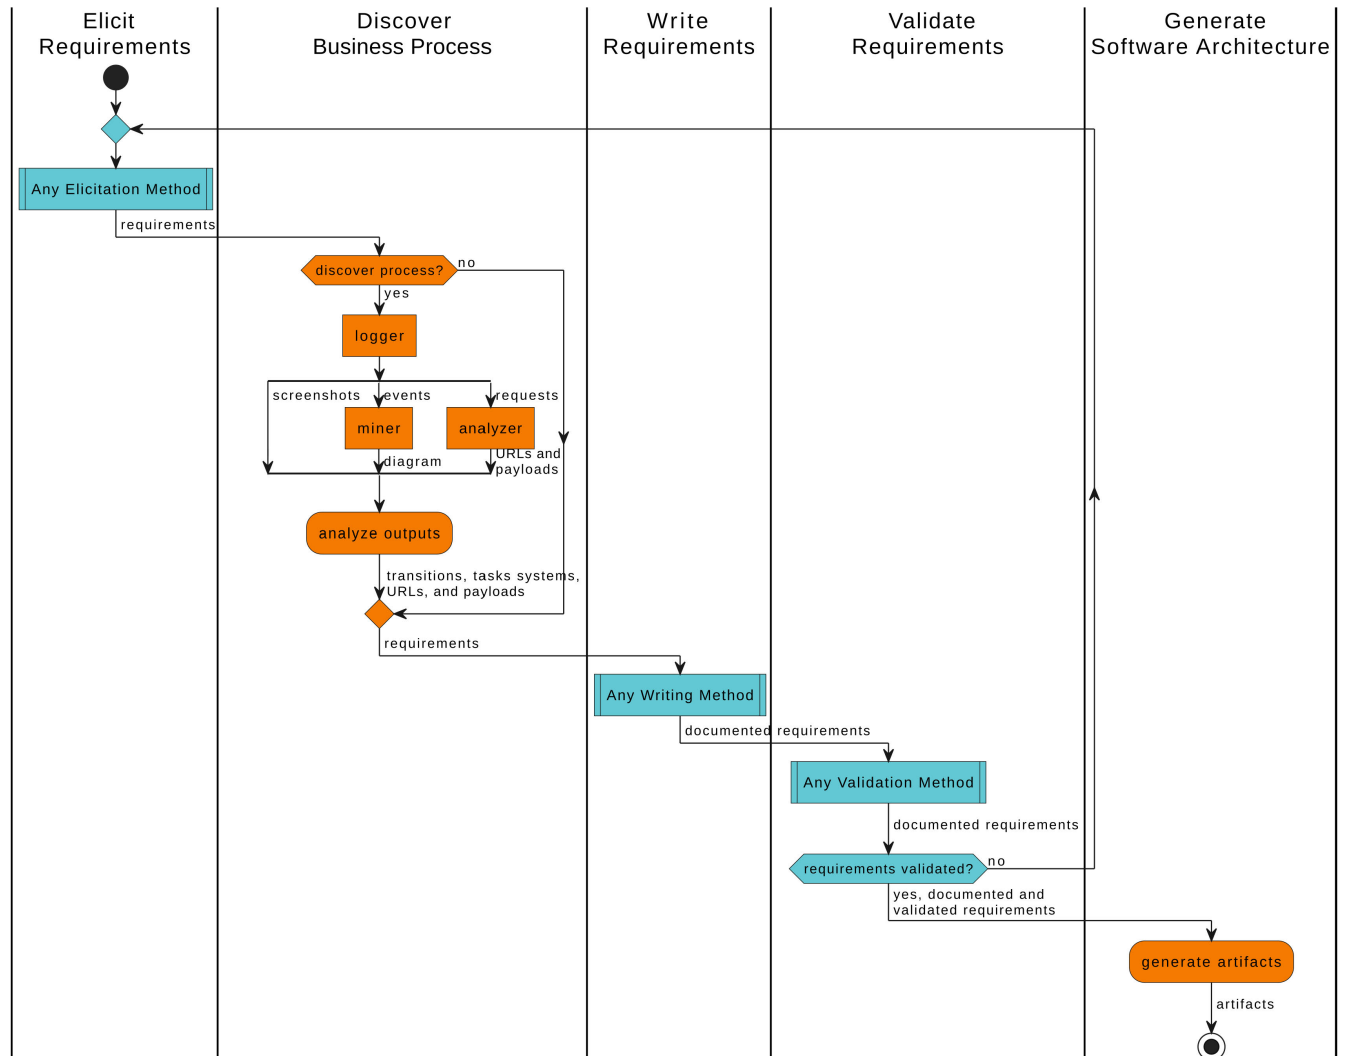 Elicit
Requirements
Discover
Business Process
Write
Requirements
Validate
Requirements
Generate
Software Architecture
Any Elicitation Method
requirements
discover process?
no
yes
logger
screenshots
events
requests
miner
analyzer
diagram
URLs and
payloads
analyze outputs
transitions, tasks systems,
URLs, and payloads
requirements
Any Writing Method
documented requirements
Any Validation Method
documented requirements
requirements validated?
no
yes, documented and
validated requirements
generate artifacts
artifacts